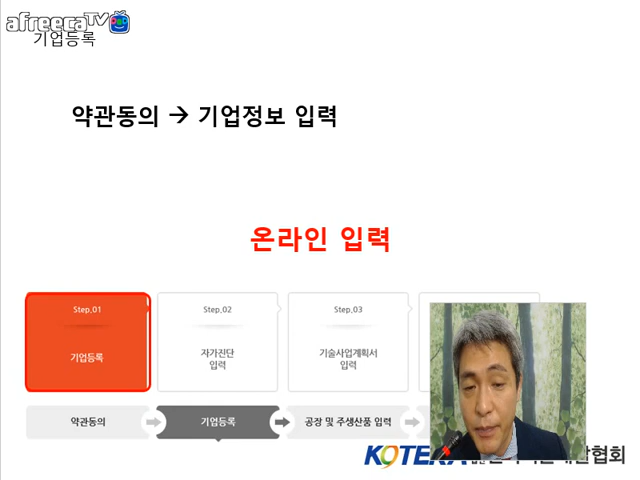 afreecaTV
기업등록
약관동의 → 기업정보 입력
온라인 입력
Step.01
기업등록
Step.02
자가진단
입력
Step.03
기술사업계획서
입력
약관동의
기업등록
공장 및 주생산품 입력